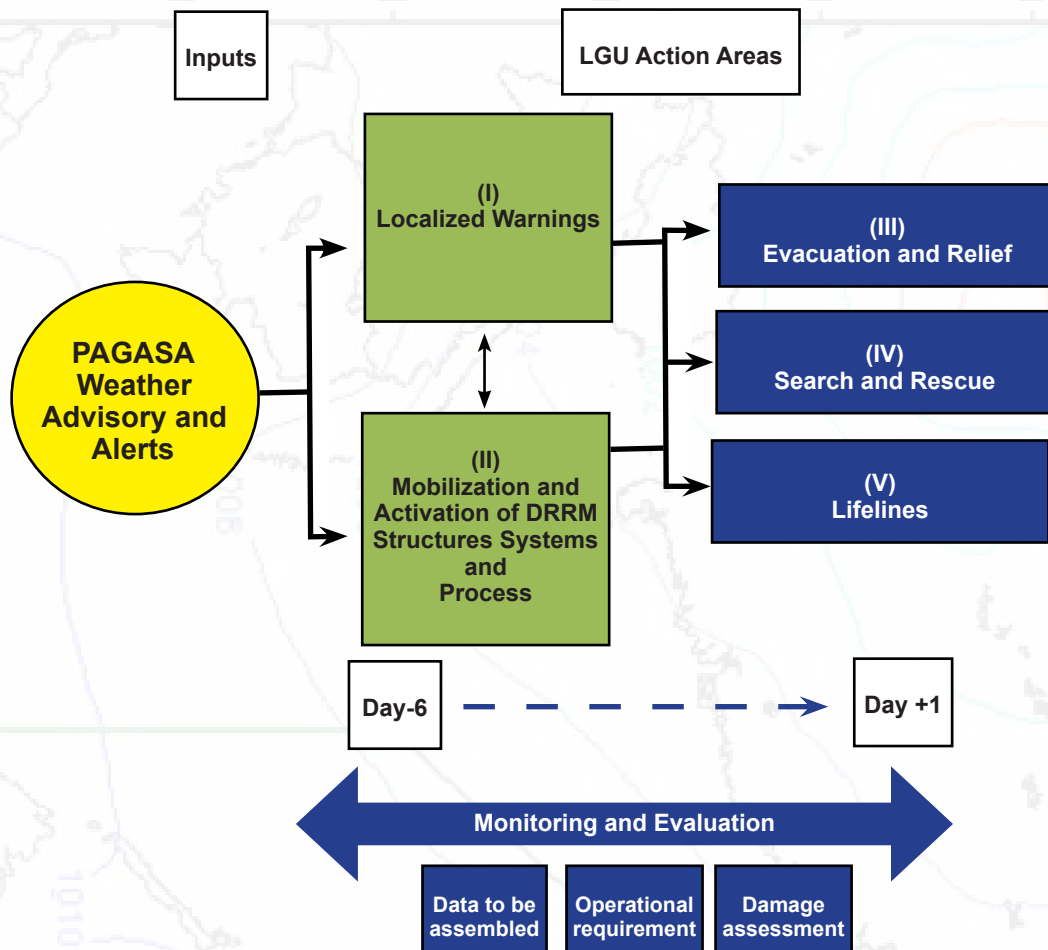 Inputs
LGU Action Areas
(I)
Localized Warnings
(III)
Evacuation and Relief
PAGASA
Weather
Advisory and
Alerts
(IV)
Search and Rescue
(II)
Mobilization and
Activation of DRRM
Structures Systems
and
Process
(V)
Lifelines
Day-6
Day +1
Monitoring and Evaluation
Data to be
assembled
Operational
requirement
Damage
assessment
1010